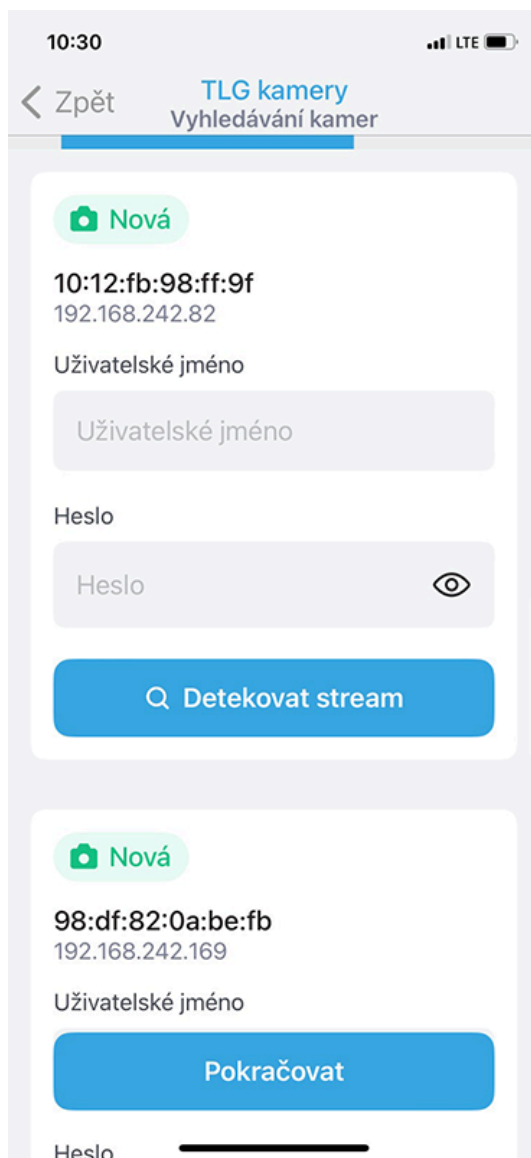 10:30
LTE
Zpět
TLG kamery
Vyhledávání kamer
Nová
10:12:fb:98:ff:9f
192.168.242.82
Uživatelské jméno
Uživatelské jméno
Heslo
Heslo
Detekovat stream
Nová
98:df:82:0a:be:fb
192.168.242.169
Uživatelské jméno
Pokračovat
Heslo